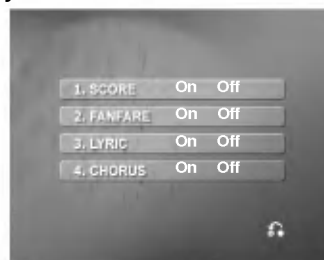 1. SCORE On Off
2. FANFARE On Off
3. LYRIC On Off
4. CHORUS On Off